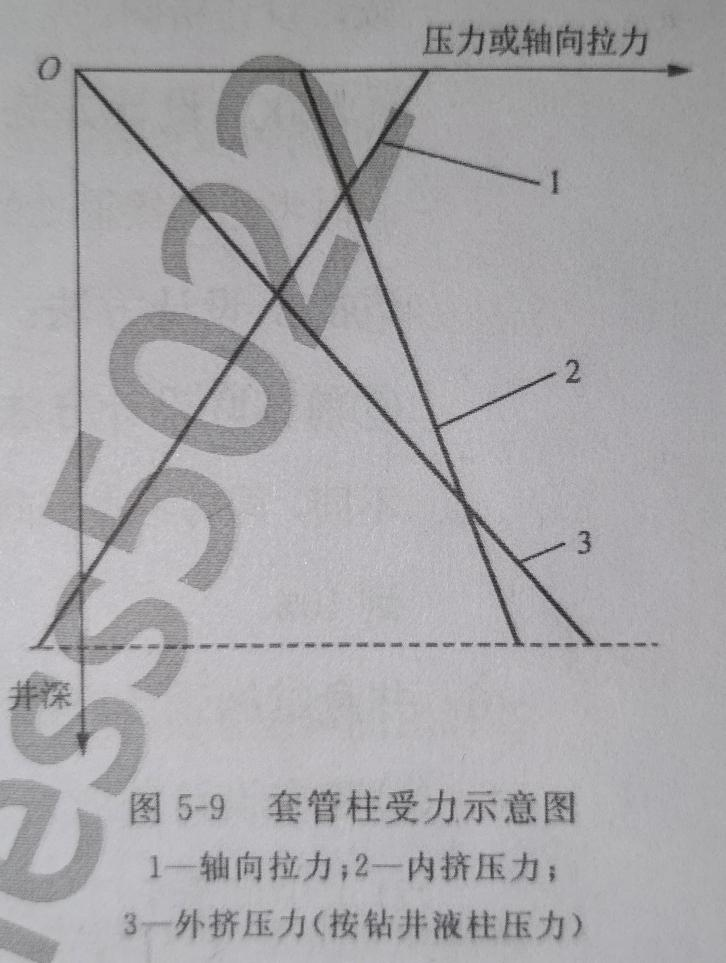 压力或轴向拉力
O
1
2
3
井深
图 5-9 套管柱受力示意图
1—轴向拉力;2—内挤压力;
3—外挤压力(按钻井液柱压力)
ess5022